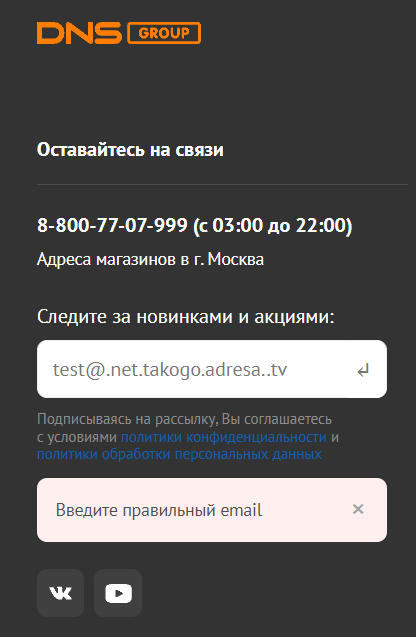 DNS GROUP
Оставайтесь на связи
8-800-77-07-999 (с 03:00 до 22:00)
Адреса магазинов в г. Москва
Следите за новинками и акциями:
test@.net.takogo.adresa..tv
Подписываясь на рассылку, Вы соглашаетесь
с условиями политики конфиденциальности и
политики обработки персональных данных
Введите правильный email